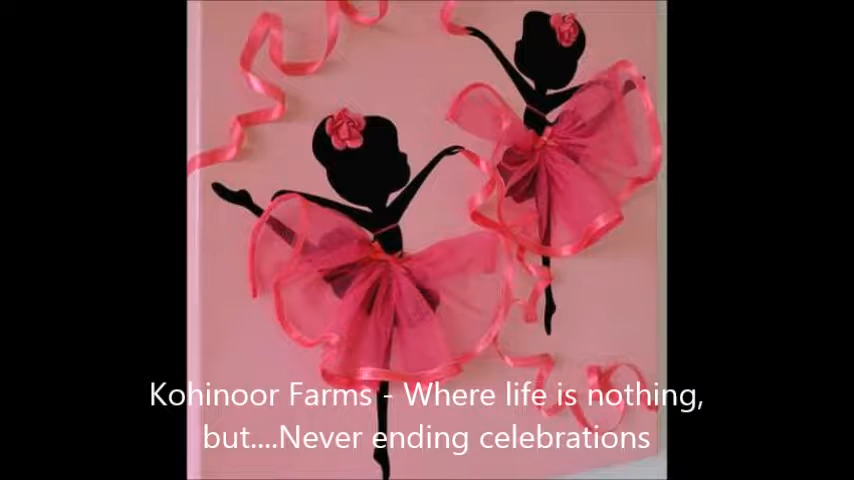 Kohinoor Farms - Where life is nothing,
but....Never ending celebrations